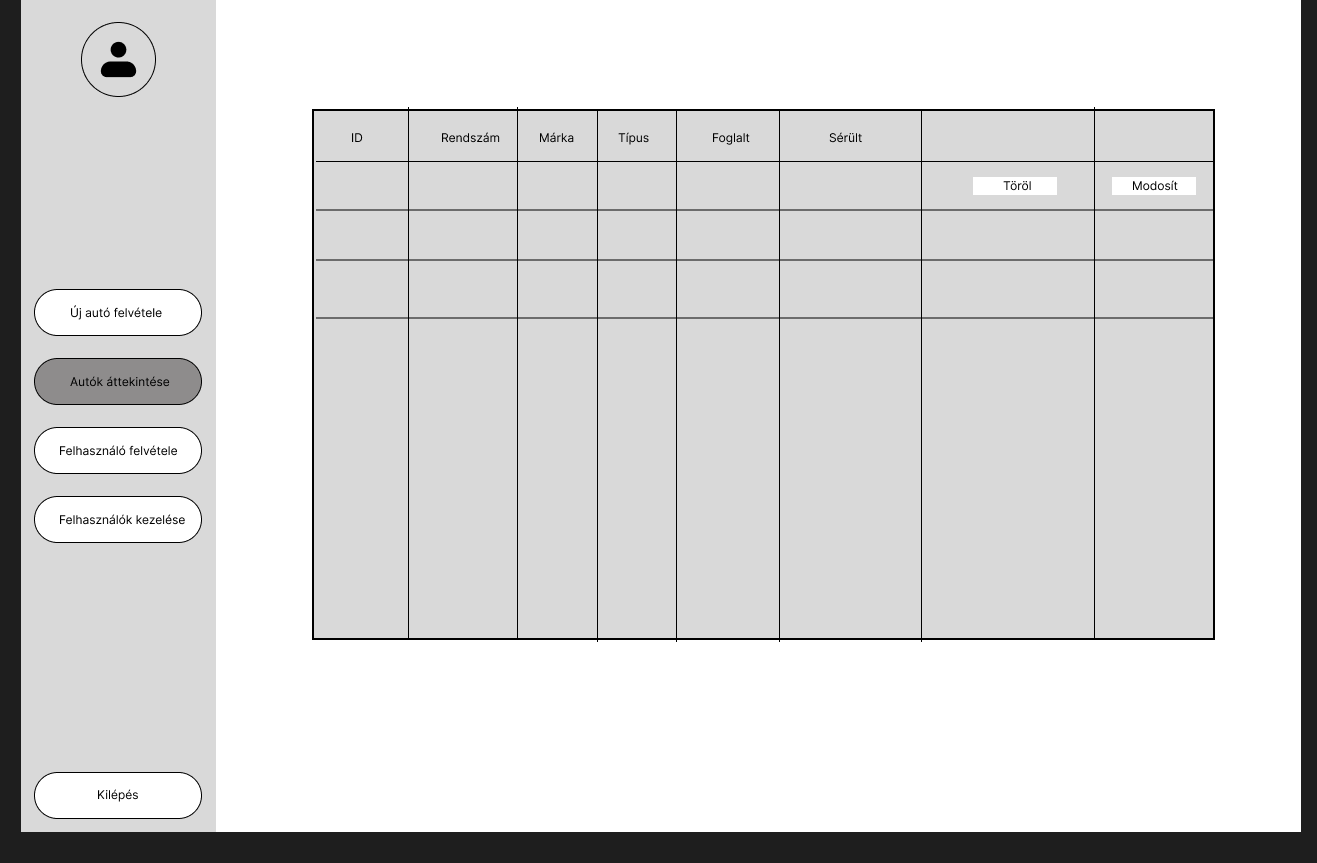 ID
Rendszám
Márka
Típus
Foglalt
Sérült
Töröl
Modosít
Új autó felvétele
Autók áttekintése
Felhasználó felvétele
Felhasználók kezelése
Kilépés